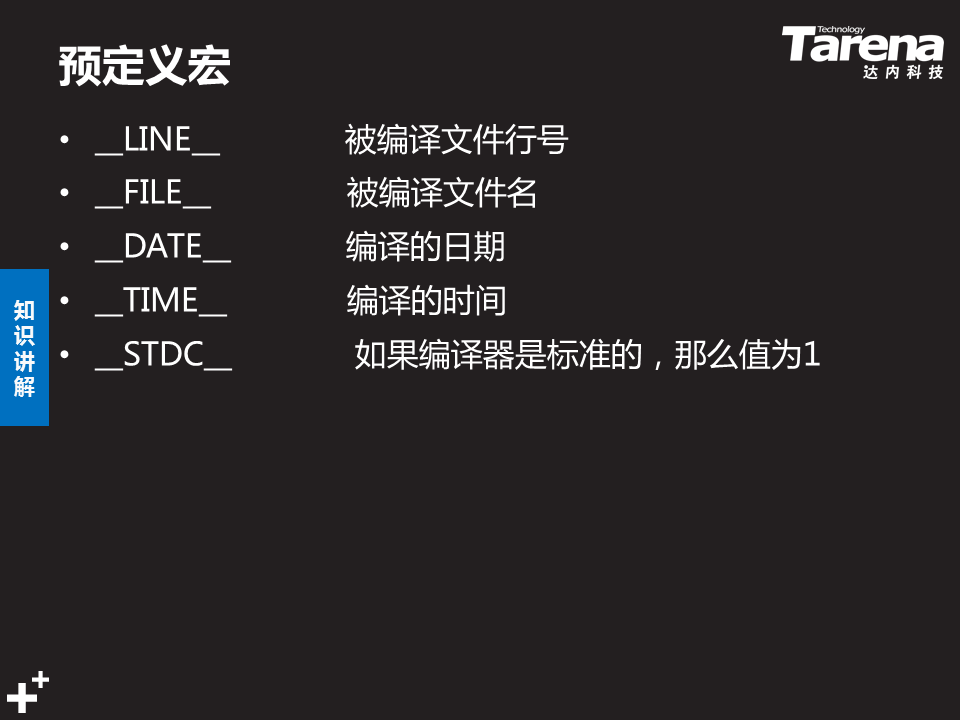 预定义宏
Technology
Tarena
达内科技
• __LINE__ 被编译文件行号
• __FILE__ 被编译文件名
• __DATE__ 编译的日期
• __TIME__ 编译的时间
• __STDC__ 如果编译器是标准的，那么值为1
知识讲解